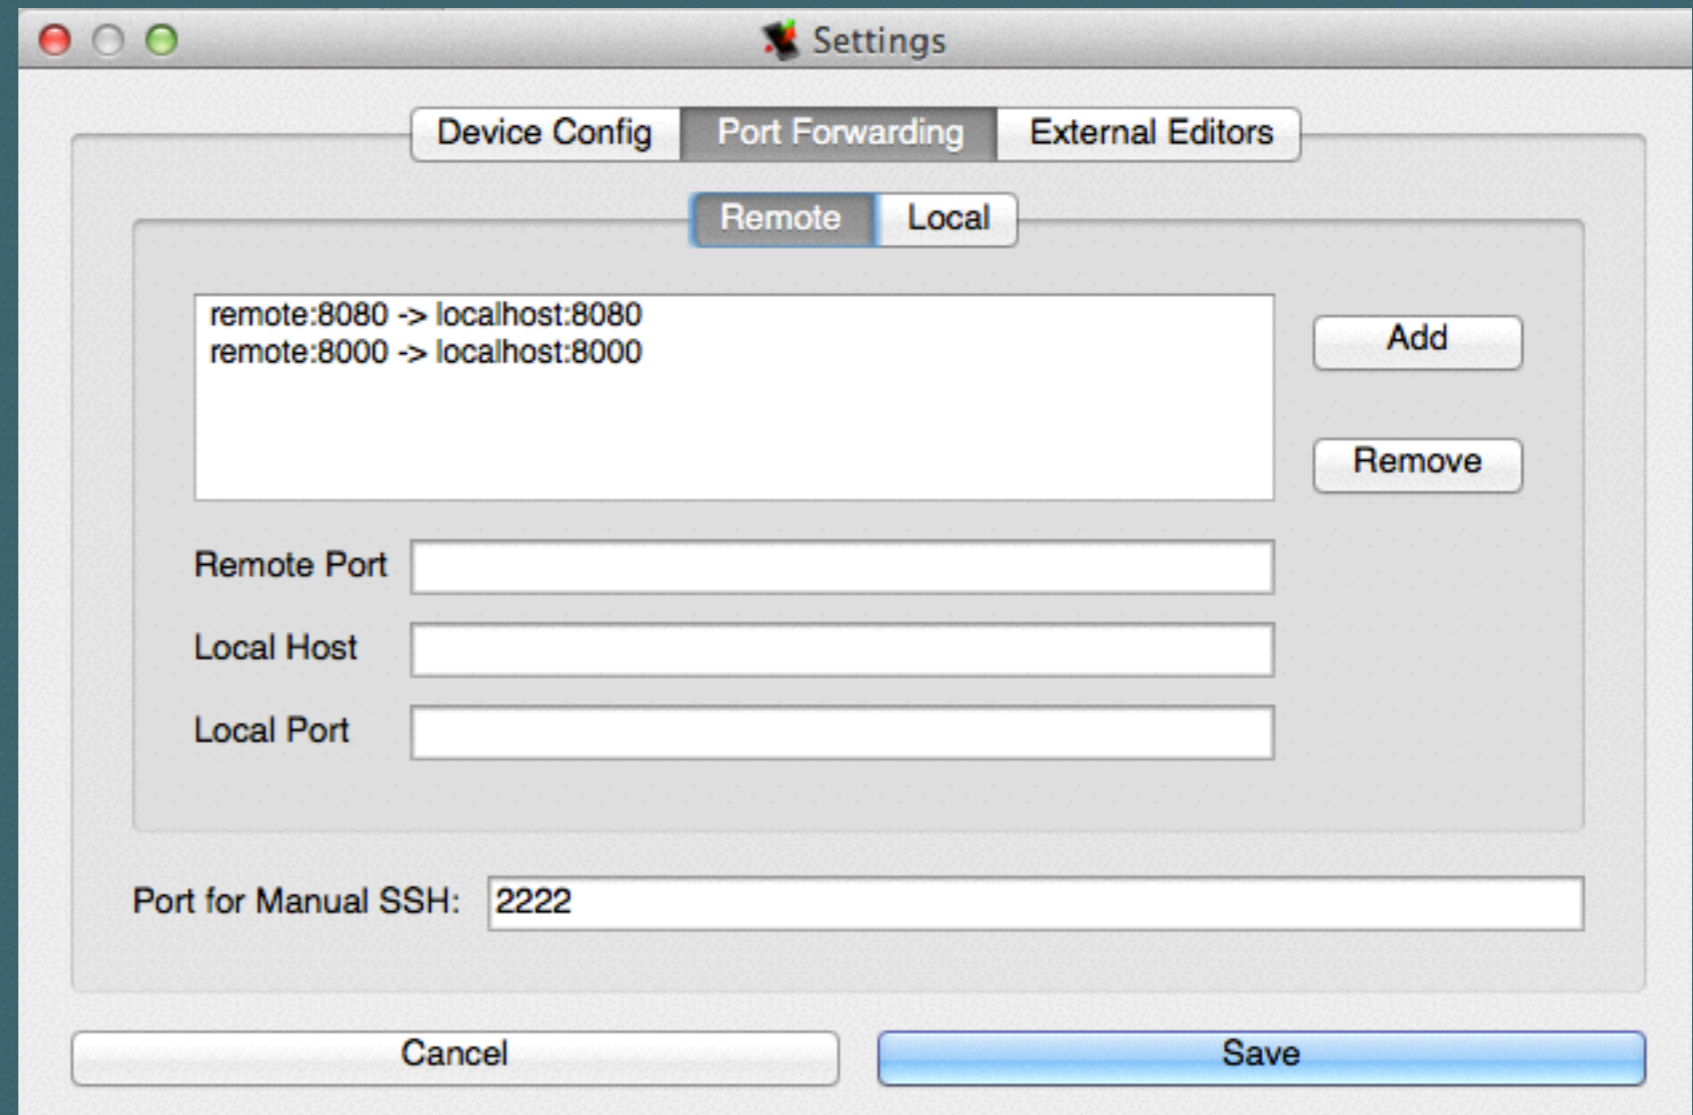 Settings
Device Config Port Forwarding External Editors
Remote Local
remote:8080 -> localhost:8080
remote:8000 -> localhost:8000
Add
Remove
Remote Port
Local Host
Local Port
Port for Manual SSH: 2222
Cancel Save